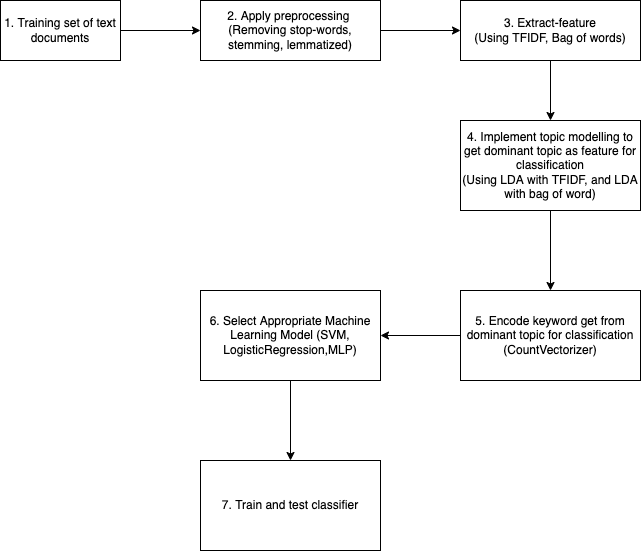 1. Training set of text
documents
2. Apply preprocessing
(Removing stop-words,
stemming, lemmatized)
3. Extract-feature
(Using TFIDF, Bag of words)
4. Implement topic modelling to
get dominant topic as feature for
classification
(Using LDA with TFIDF, and LDA
with bag of word)
5. Encode keyword get from
dominant topic for classification
(CountVectorizer)
6. Select Appropriate Machine
Learning Model (SVM,
LogisticRegression,MLP)
7. Train and test classifier